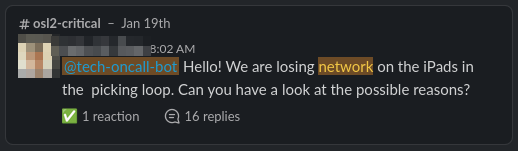 # osl2-critical – Jan 19th
8:02 AM
@tech-oncall-bot Hello! We are losing network on the iPads in
the picking loop. Can you have a look at the possible reasons?
✅ 1 reaction 16 replies